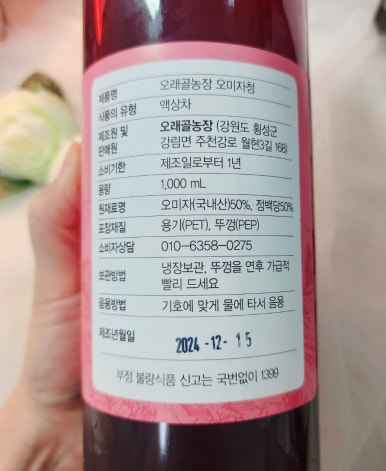 제품명 오래골농장 오미자청
식품의 유형 액상차
제조원 및 판매원 오래골농장 (강원도 횡성군
강림면 주천강로 월현3길 168)
소비기한 제조일로부터 1년
용량 1,000 mL
원재료명 오미자(국내산)50%, 정백당50%
포장재질 용기(PET), 뚜껑(PEP)
소비자상담 010-6358-0275
보관방법 냉장보관, 뚜껑을 연후 가급적
빨리 드세요
음용방법 기호에 맞게 물에 타서 음용
제조년월일 2024-12-15
부정 불량식품 신고는 국번없이 1399